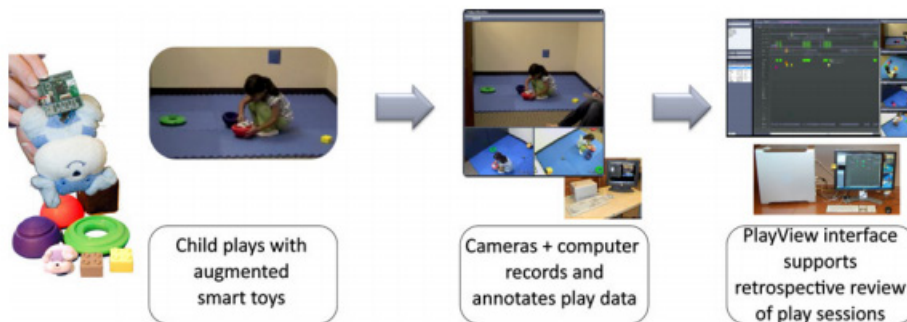 Child plays with
augmented
smart toys
Cameras + computer
records and
annotates play data
PlayView interface
supports
retrospective review
of play sessions